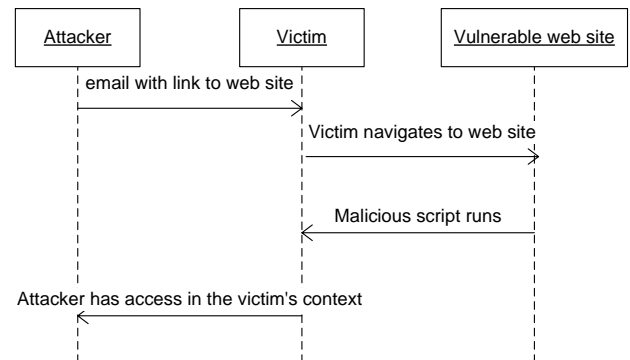 Attacker
Victim
Vulnerable web site
email with link to web site
Victim navigates to web site
Malicious script runs
Attacker has access in the victim's context